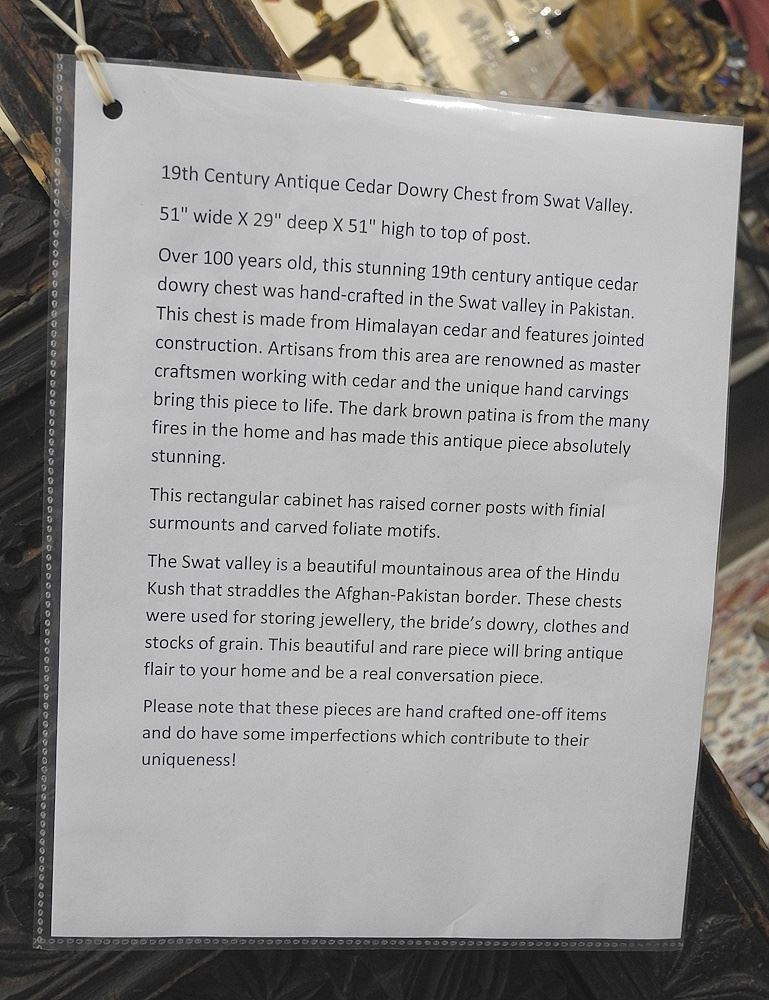 19th Century Antique Cedar Dowry Chest from Swat Valley.
51" wide X 29" deep X 51" high to top of post.
Over 100 years old, this stunning 19th century antique cedar
dowry chest was hand-crafted in the Swat valley in Pakistan.
This chest is made from Himalayan cedar and features jointed
construction. Artisans from this area are renowned as master
craftsmen working with cedar and the unique hand carvings
bring this piece to life. The dark brown patina is from the many
fires in the home and has made this antique piece absolutely
stunning.
This rectangular cabinet has raised corner posts with finial
surmounts and carved foliate motifs.
The Swat valley is a beautiful mountainous area of the Hindu
Kush that straddles the Afghan-Pakistan border. These chests
were used for storing jewellery, the bride’s dowry, clothes and
stocks of grain. This beautiful and rare piece will bring antique
flair to your home and be a real conversation piece.
Please note that these pieces are hand crafted one-off items
and do have some imperfections which contribute to their
uniqueness!